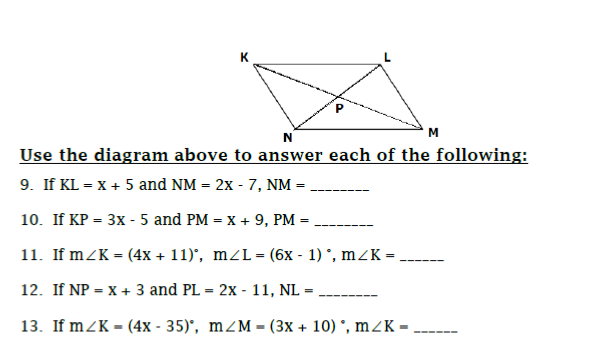 K L
P
N M
Use the diagram above to answer each of the following:
9. If KL = x + 5 and NM = 2x - 7, NM = ________
10. If KP = 3x - 5 and PM = x + 9, PM = ________
11. If m∠K = (4x + 11)°, m∠L = (6x - 1) °, m∠K = ______
12. If NP = x + 3 and PL = 2x - 11, NL = ________
13. If m∠K = (4x - 35)°, m∠M = (3x + 10) °, m∠K = ______